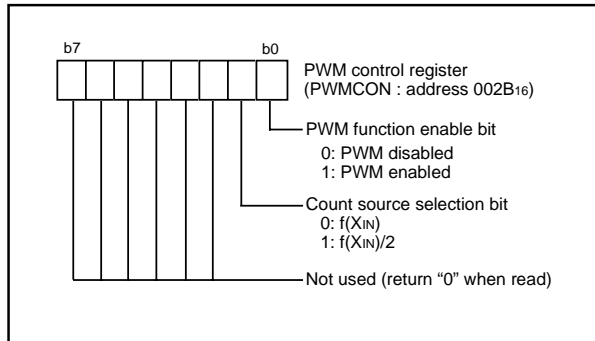 b7 b0
PWM control register
(PWMCON : address 002B16)
PWM function enable bit
0: PWM disabled
1: PWM enabled
Count source selection bit
0: f(XIN)
1: f(XIN)/2
Not used (return “0” when read)